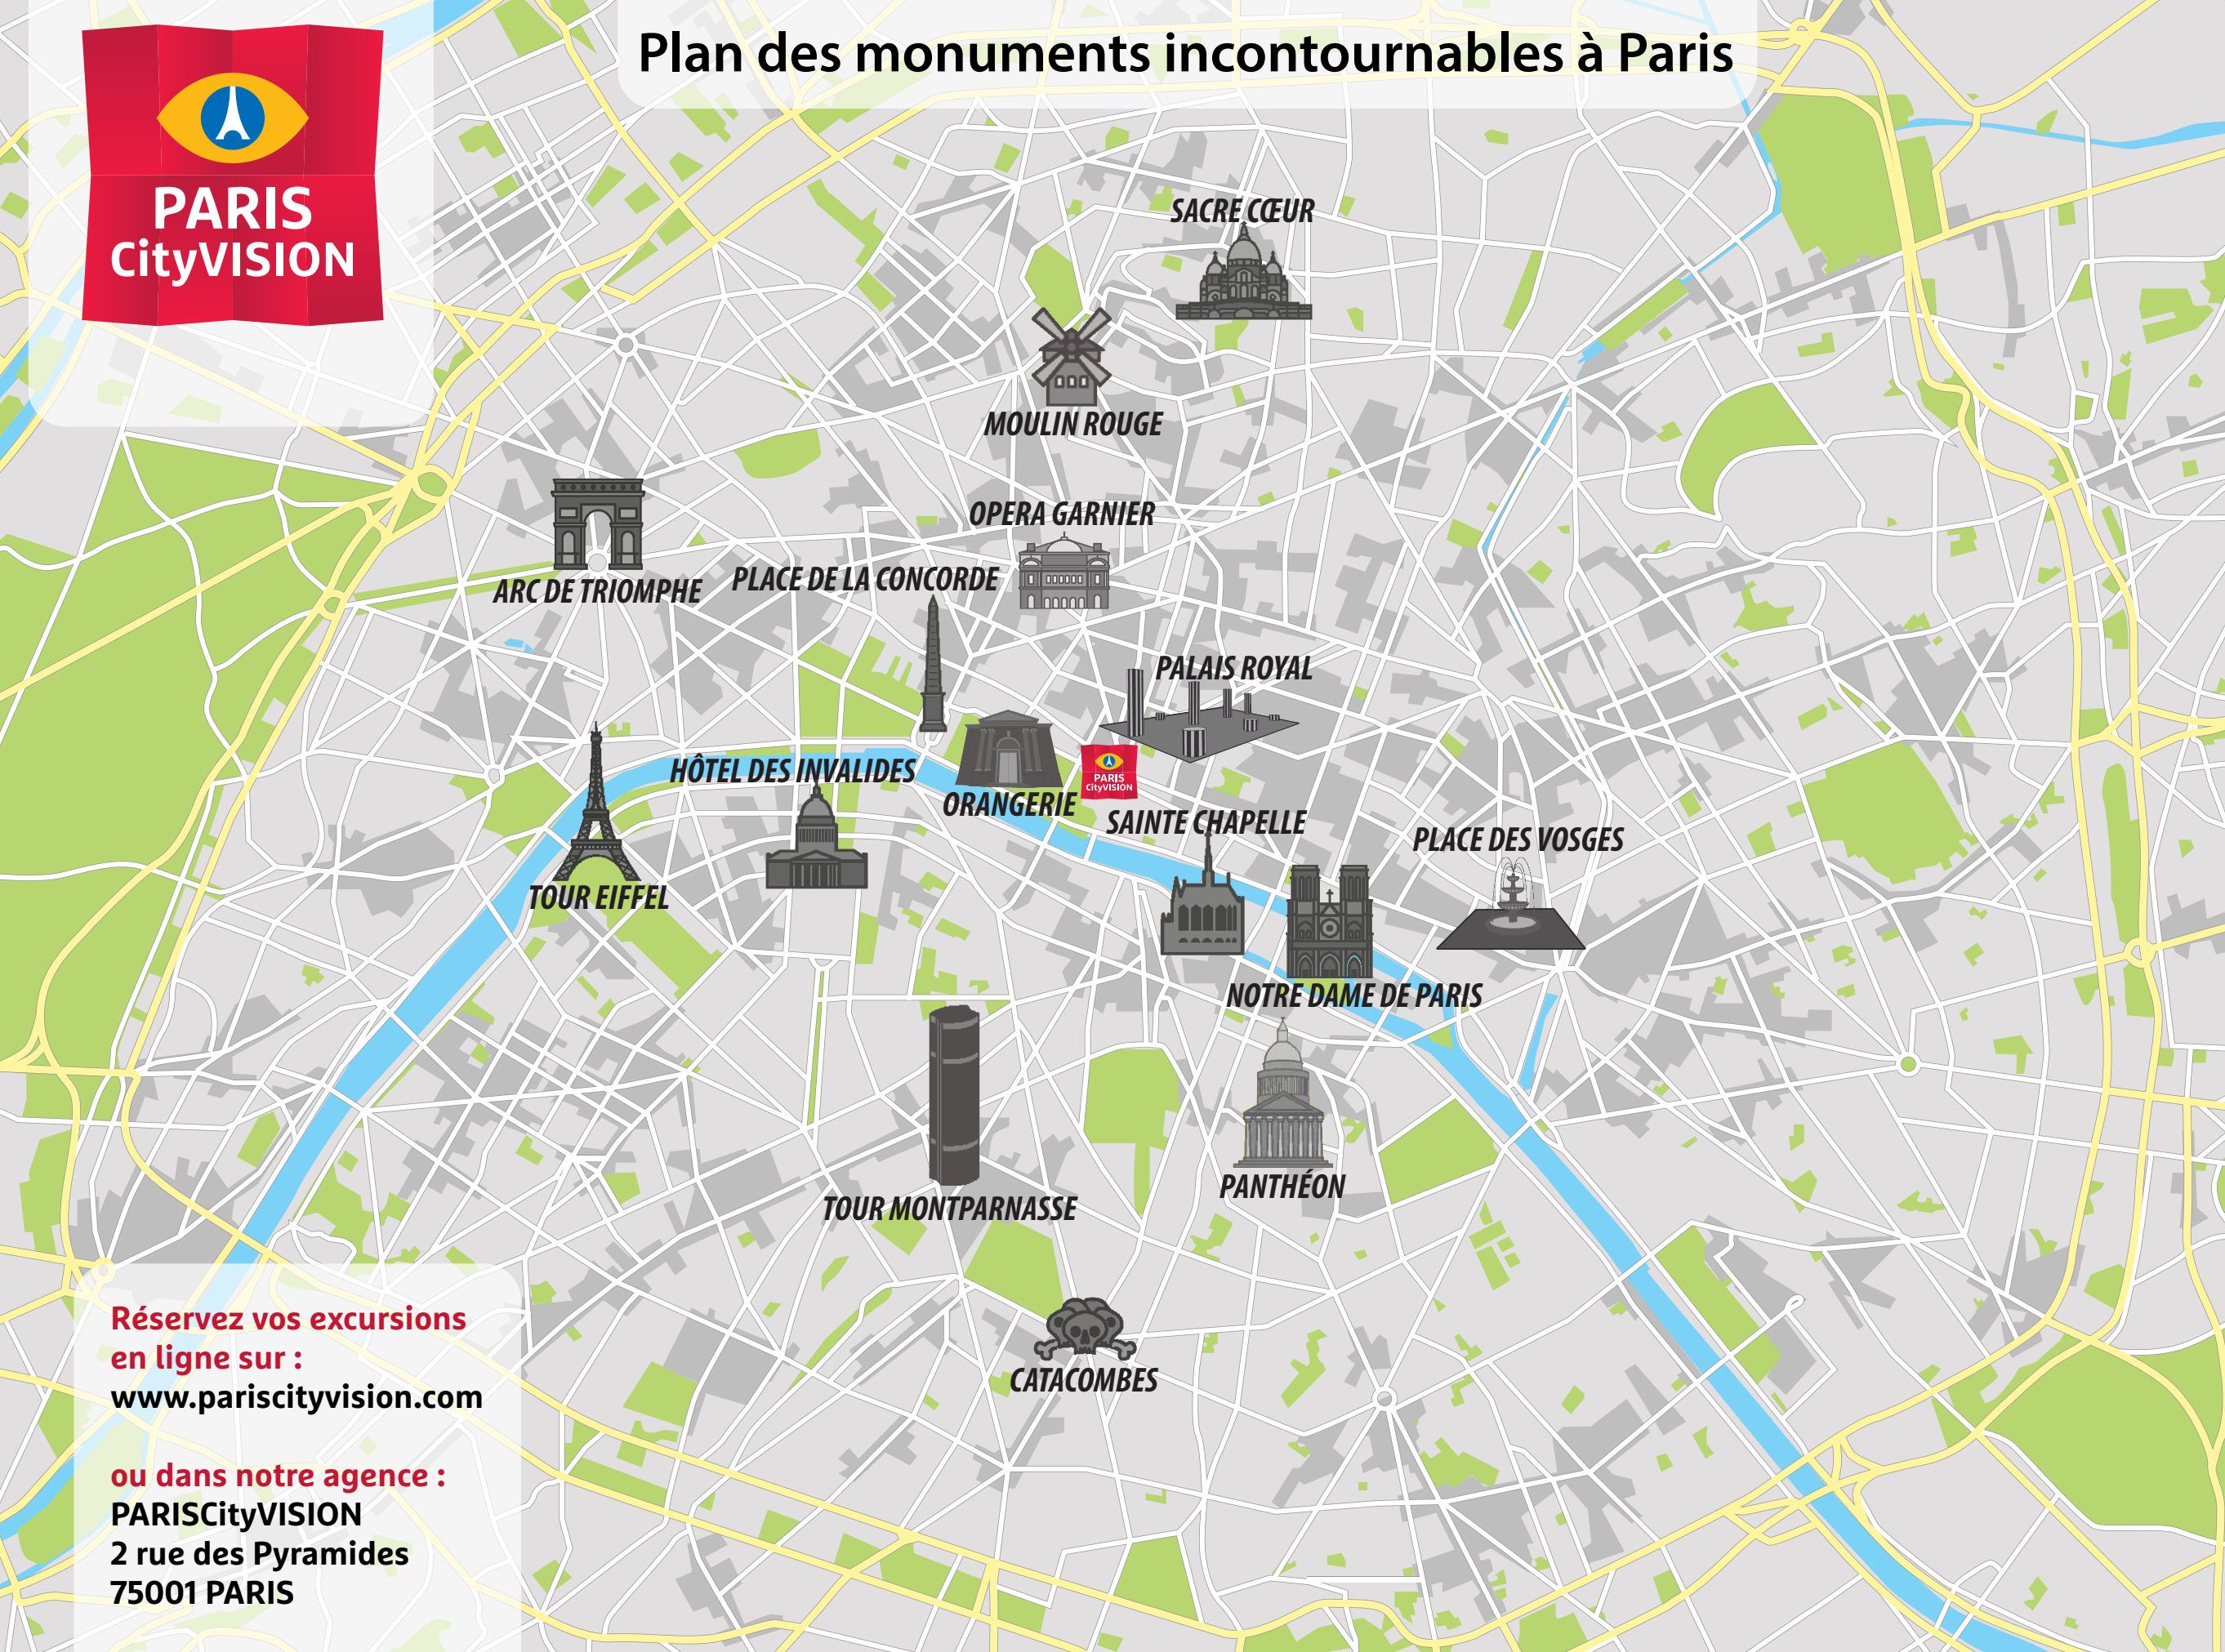 Plan des monuments incontournables à Paris
PARIS
CityVISION
SACRE CŒUR
MOULIN ROUGE
OPERA GARNIER
ARC DE TRIOMPHE
PLACE DE LA CONCORDE
PALAIS ROYAL
HÔTEL DES INVALIDES
PARIS
CityVISION
ORANGERIE
SAINTE CHAPELLE
PLACE DES VOSGES
TOUR EIFFEL
NOTRE DAME DE PARIS
PANTHÉON
TOUR MONTPARNASSE
CATACOMBES
Réservez vos excursions
en ligne sur :
www.pariscityvision.com
ou dans notre agence :
PARISCityVISION
2 rue des Pyramides
75001 PARIS